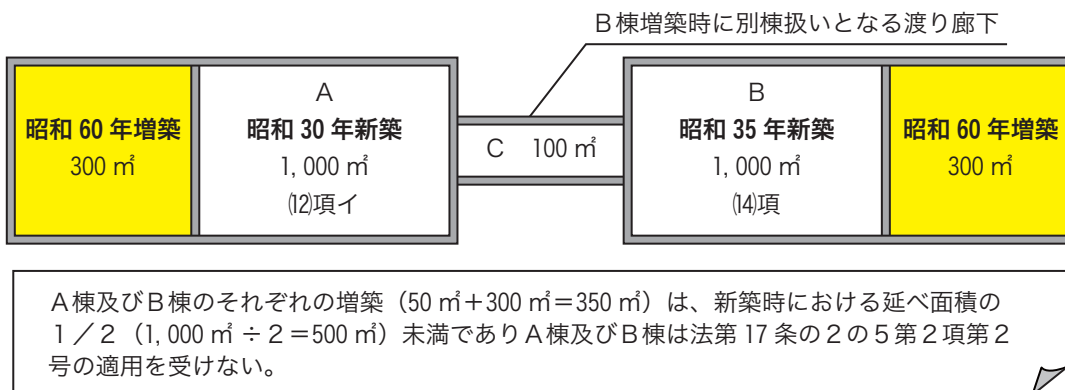 B棟増築時に別棟扱いとなる渡り廊下
昭和 60 年増築
300 ㎡
A
昭和 30 年新築
1, 000 ㎡
⑿項イ
C 100 ㎡
B
昭和 35 年新築
1, 000 ㎡
⒁項
昭和 60 年増築
300 ㎡
A棟及びB棟のそれぞれの増築（50 ㎡＋300 ㎡＝350 ㎡）は、新築時における延べ面積の
１／２（1, 000 ㎡ ÷２＝500 ㎡）未満でありA棟及びB棟は法第 17 条の２の５第２項第２
号の適用を受けない。